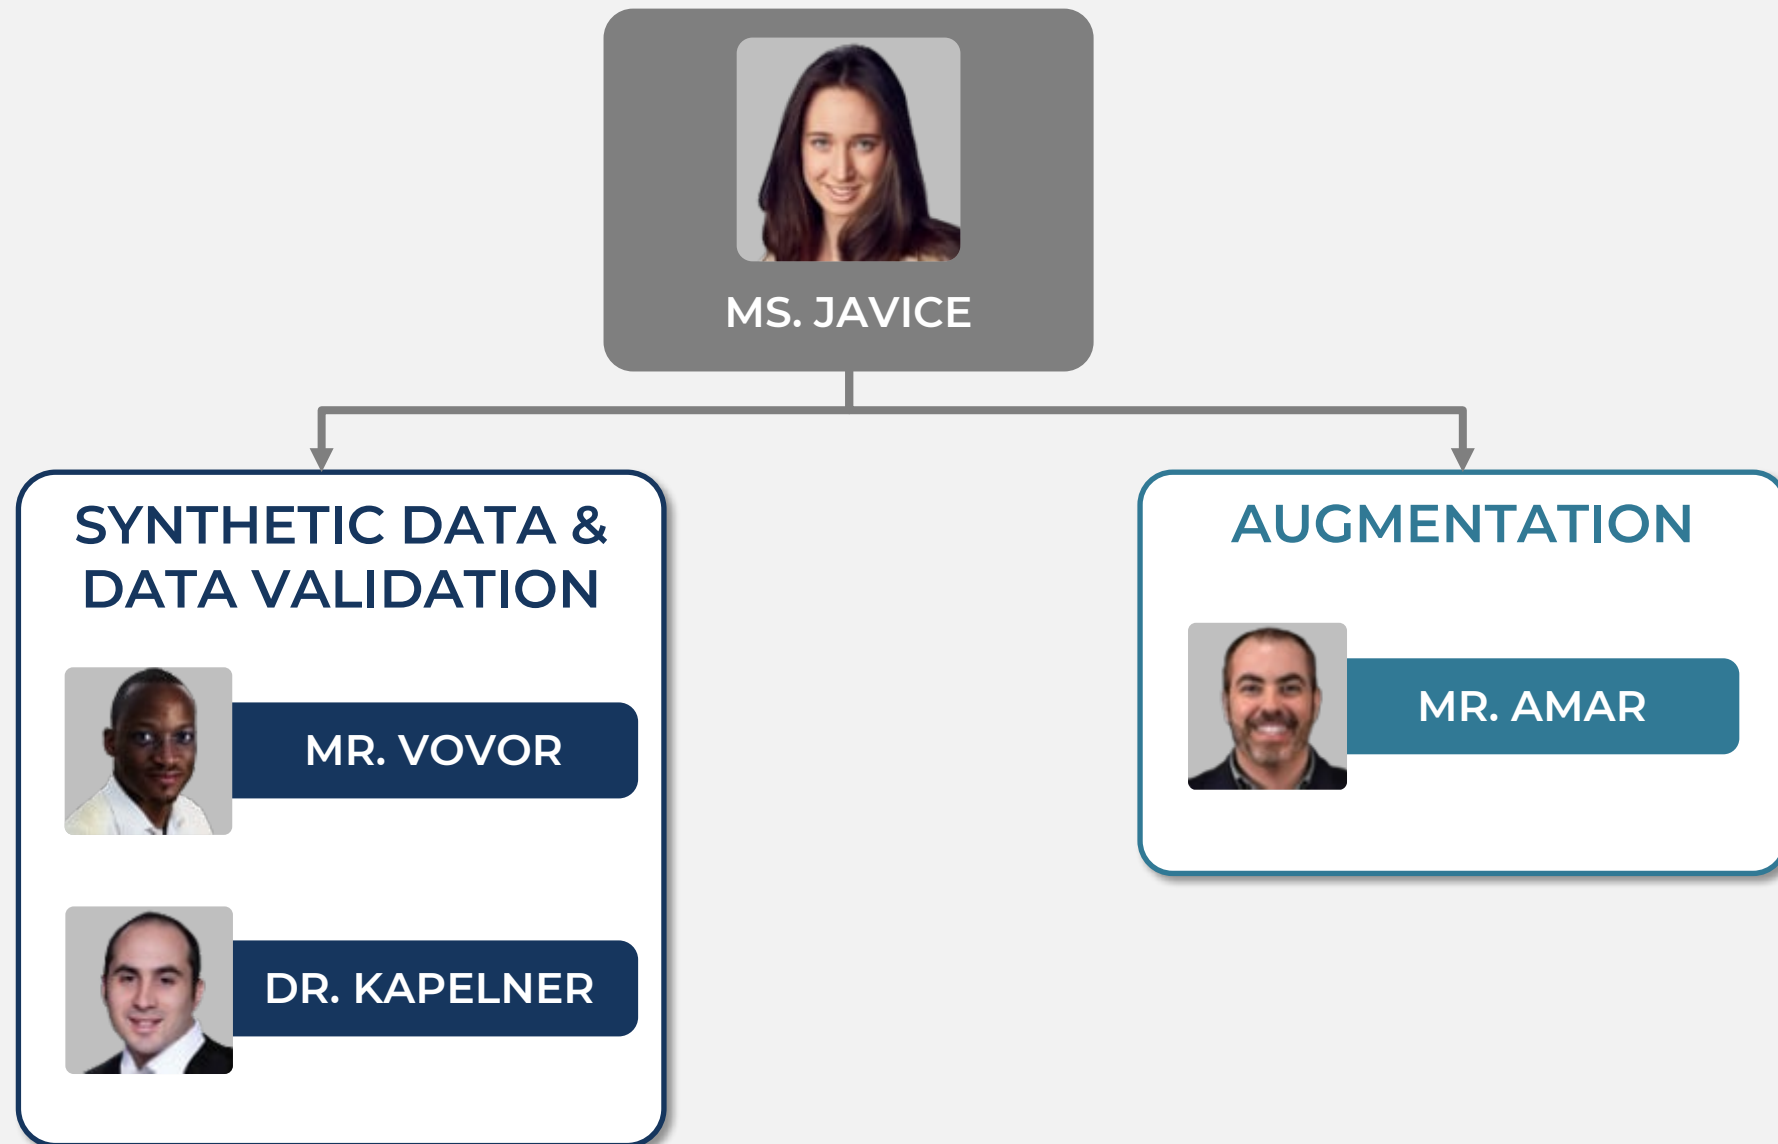 MS. JAVICE
SYNTHETIC DATA &
DATA VALIDATION
MR. VOVOR
DR. KAPELNER
AUGMENTATION
MR. AMAR